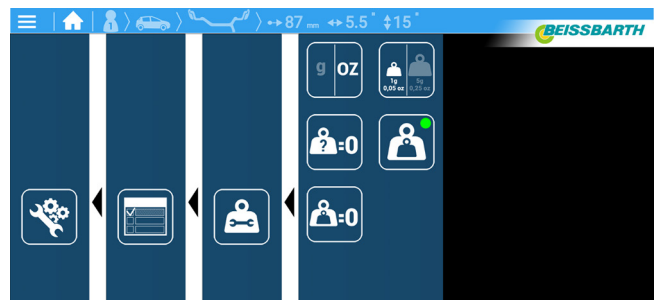 87 mm 5.5" 15"
BEISSBARTH
g oz
1g 5g
0,05 oz 0,25 oz
?=0
=0